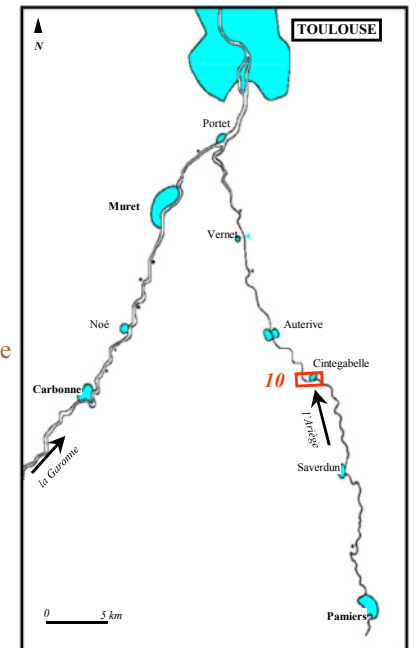 TOULOUSE
N
Portet
Muret
Vernet
Noé
Auterive
e
Cintegabelle
10
Carbonne
l'Ariège
la Garonne
Saverdun
0 5 km
Pamiers